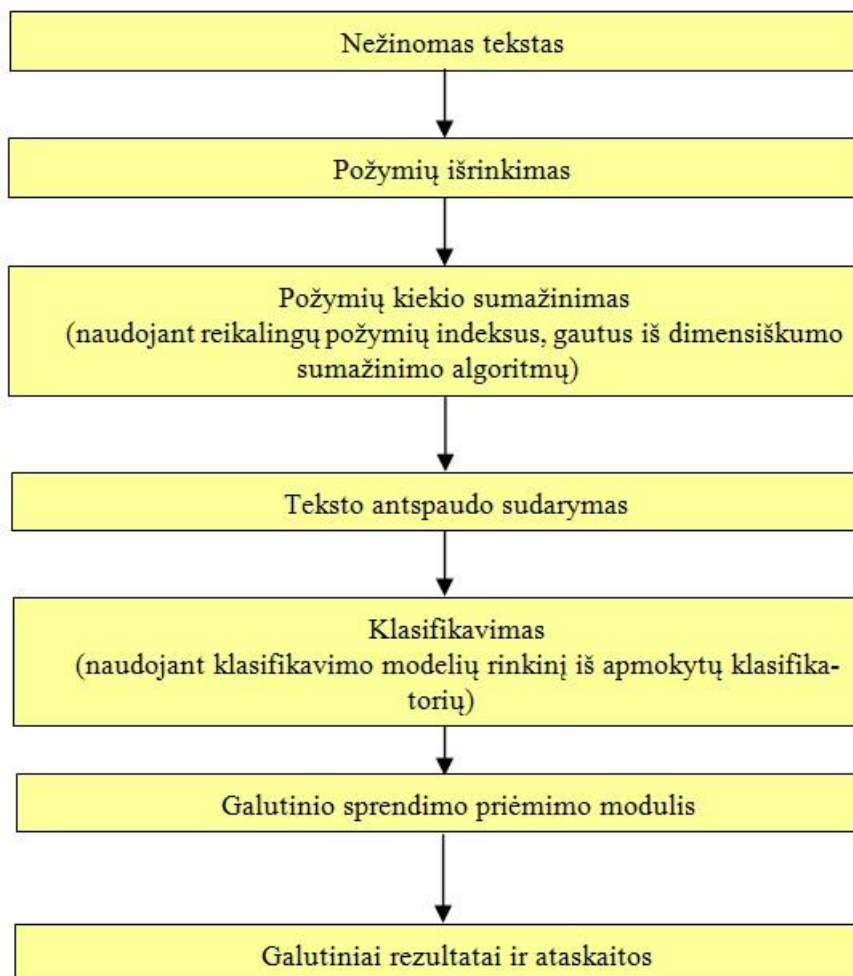 Nežinomas tekstas
Požymių išrinkimas
Požymių kiekio sumažinimas
(naudojant reikalingų požymių indeksus, gautus iš dimensiškumo
sumažinimo algoritmų)
Teksto antspaudo sudarymas
Klasifikavimas
(naudojant klasifikavimo modelių rinkinį iš apmokytų klasifika-
torių)
Galutinio sprendimo priėmimo modulis
Galutiniai rezultatai ir ataskaitos